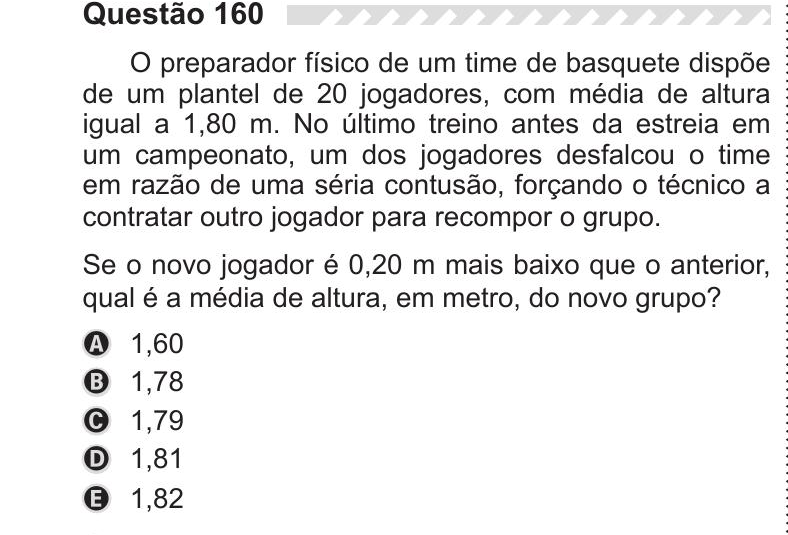 Questão 160
O preparador físico de um time de basquete dispõe
de um plantel de 20 jogadores, com média de altura
igual a 1,80 m. No último treino antes da estreia em
um campeonato, um dos jogadores desfalcou o time
em razão de uma séria contusão, forçando o técnico a
contratar outro jogador para recompor o grupo.
Se o novo jogador é 0,20 m mais baixo que o anterior,
qual é a média de altura, em metro, do novo grupo?
A 1,60
B 1,78
C 1,79
D 1,81
E 1,82